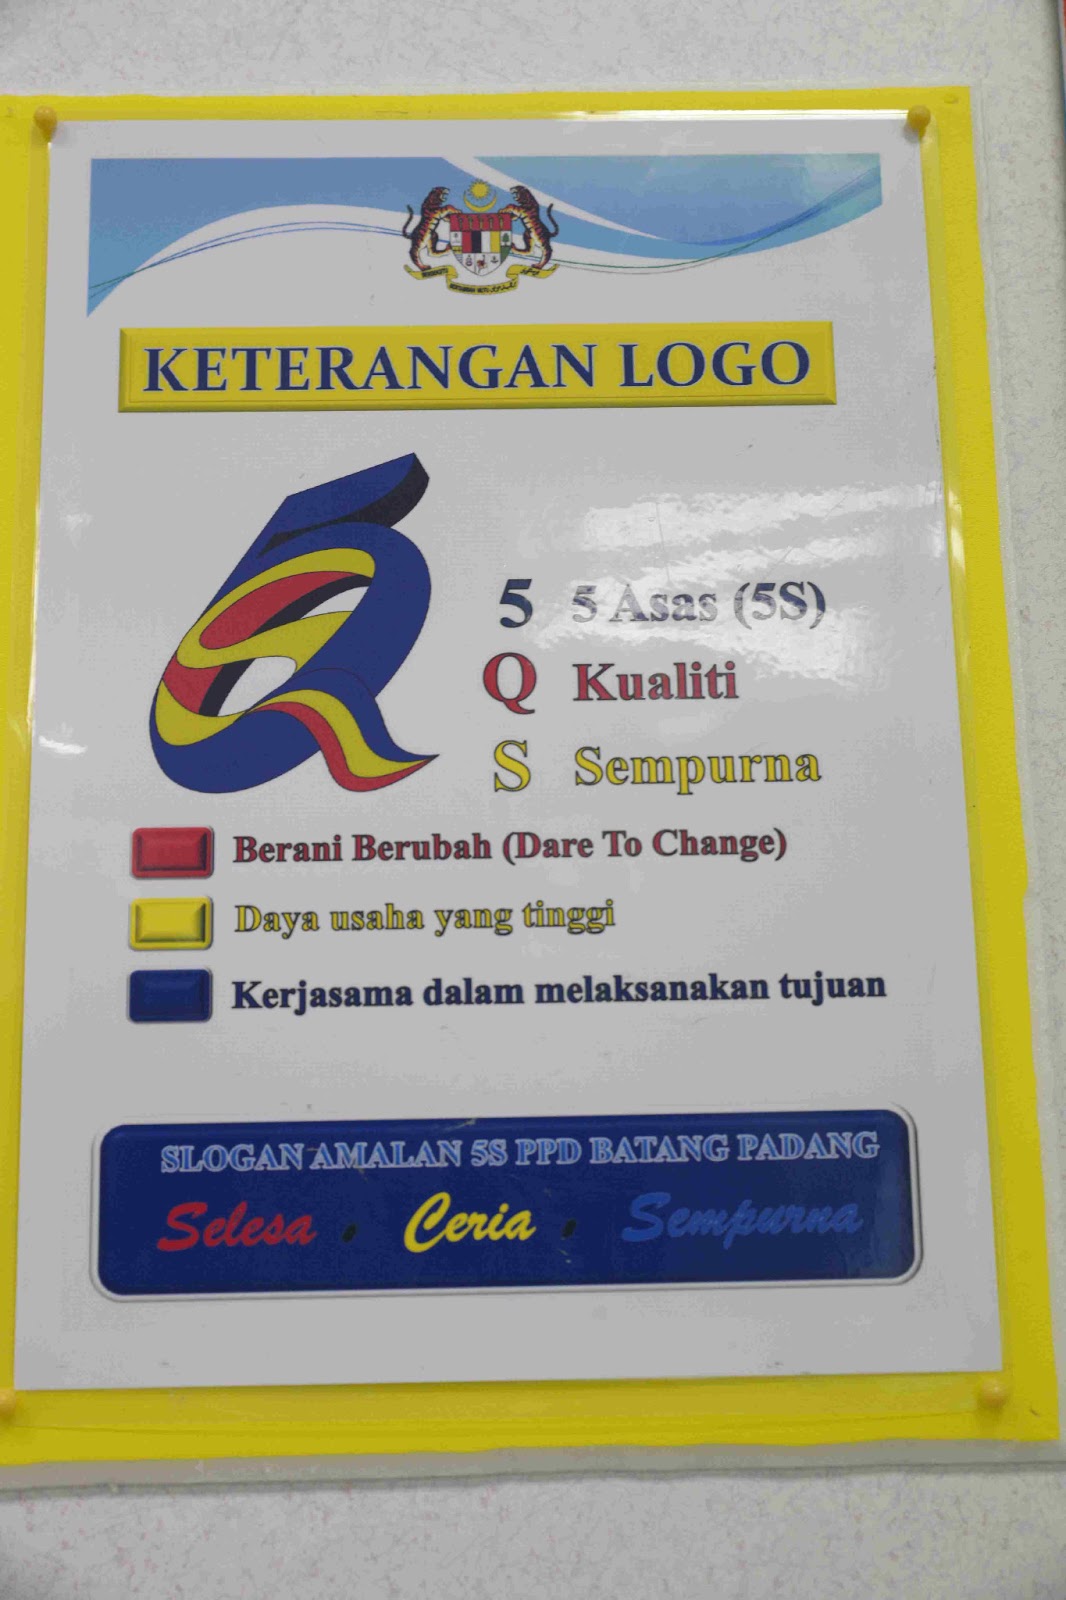 KETERANGAN LOGO
5 5 Asas (5S)
Q Kualiti
S Sempurna
Berani Berubah (Dare To Change)
Daya usaha yang tinggi
Kerjasama dalam melaksanakan tujuan
SLOGAN AMALAN 5S PPD BATANG PADANG
Selesa . Ceria . Sempurna